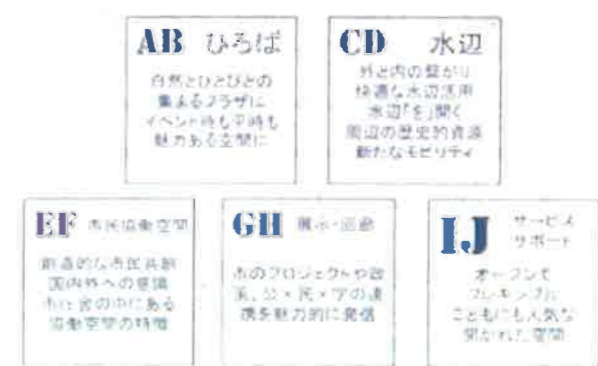 AB ひろば
自然とひとびとの
集まるプラザに
イベント時も平時も
魅力ある空間に
CD 水辺
外と内の繋がり
快適な水辺活用
水辺「を」開く
周辺の歴史的資源
新たなモビリティ
EF 市民協働空間
創造的な市民共創
国内外への意識
市社会の中にある
協働空間の特徴
GH 展示・回遊
市のプロジェクトや政
策、公×民×学の連
携を魅力的に発信
IJ サービス
サポート
オープンで
フレキシブル
こどもにも人気な
開かれた空間